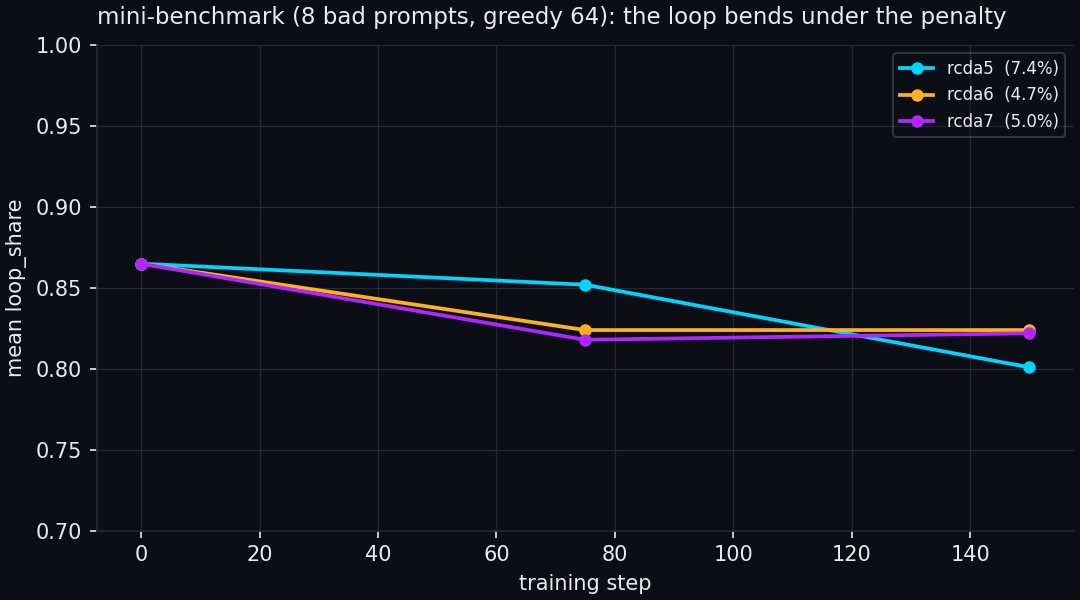 mini-benchmark (8 bad prompts, greedy 64): the loop bends under the penalty
1.00
0.95
0.90
0.85
0.80
0.75
0.70
mean loop_share
rcda5 (7.4%)
rcda6 (4.7%)
rcda7 (5.0%)
0 20 40 60 80 100 120 140
training step